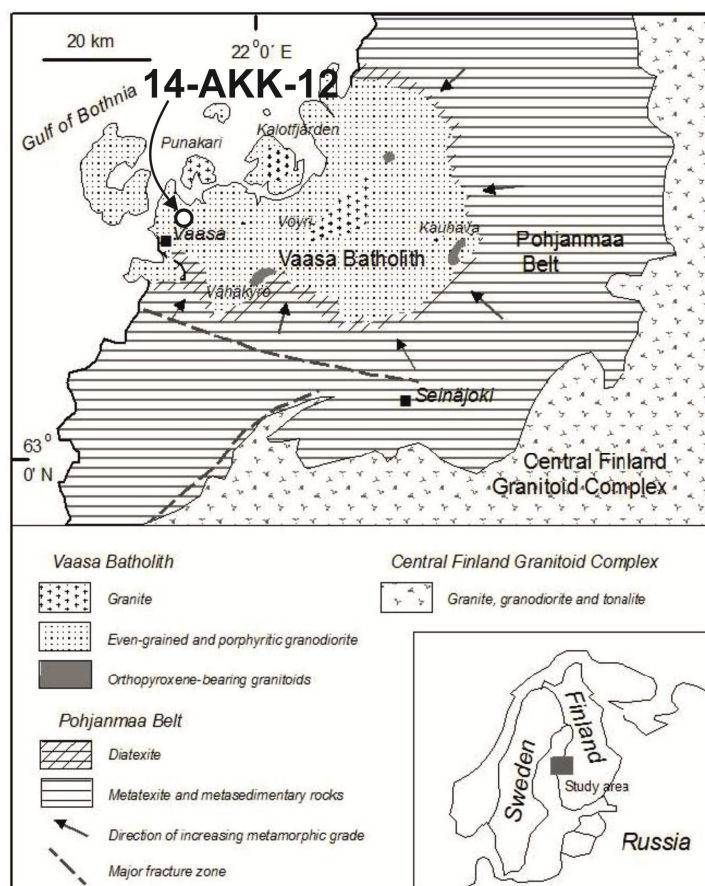 20 km
22°0´ E
14-AKK-12
Gulf of Bothnia
Punakari
Kalotfjärden
Vöyri
Vaasa
Kauhava
Vaasa Batholith
Pohjanmaa
Belt
Vähäkyrö
Seinäjoki
63°
0´ N
Central Finland
Granitoid Complex
Vaasa Batholith
Granite
Even-grained and porphyritic granodiorite
Orthopyroxene-bearing granitoids
Pohjanmaa Belt
Diatexite
Metatexite and metasedimentary rocks
Direction of increasing metamorphic grade
Major fracture zone
Central Finland Granitoid Complex
Granite, granodiorite and tonalite
Finland
Sweden
Study area
Russia